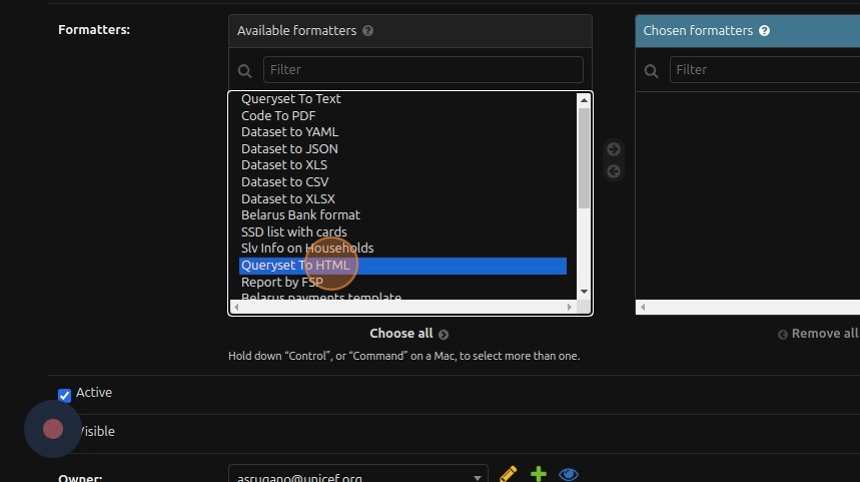 Formatters:
Available formatters
Filter
Queryset To Text
Code To PDF
Dataset to YAML
Dataset to JSON
Dataset to XLS
Dataset to CSV
Dataset to XLSX
Belarus Bank format
SSD list with cards
Slv Info on Households
Queryset To HTML
Report by FSP
Belarus payments template
Choose all
Hold down “Control”, or “Command” on a Mac, to select more than one.
Chosen formatters
Filter
Remove all
Active
Visible
Owner:
asrugano@unicef.org